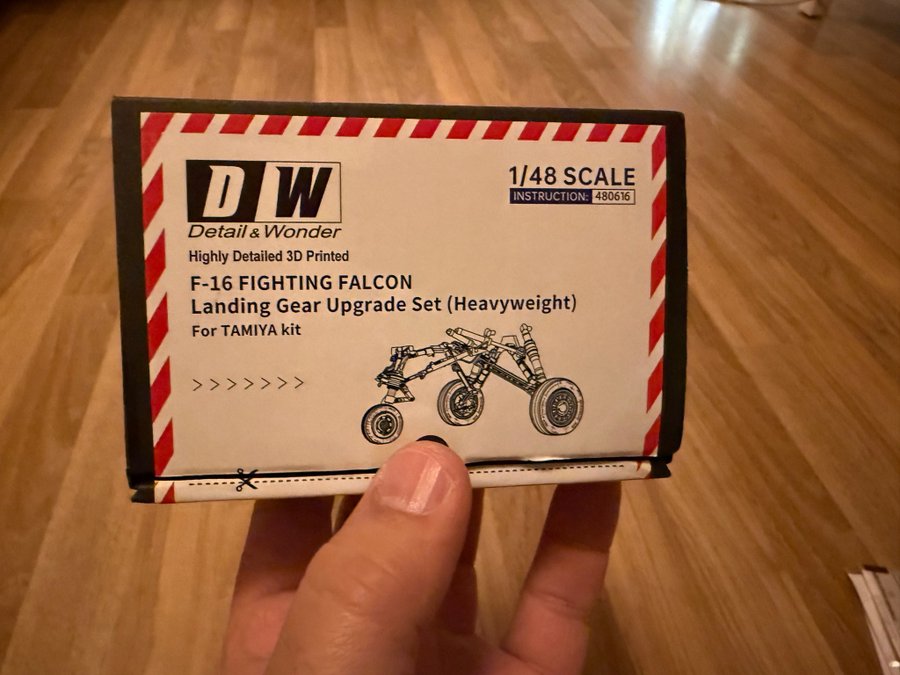 DW
Detail & Wonder
1/48 SCALE
INSTRUCTION: 480616
Highly Detailed 3D Printed
F-16 FIGHTING FALCON
Landing Gear Upgrade Set (Heavyweight)
For TAMIYA kit
>>>>>>>